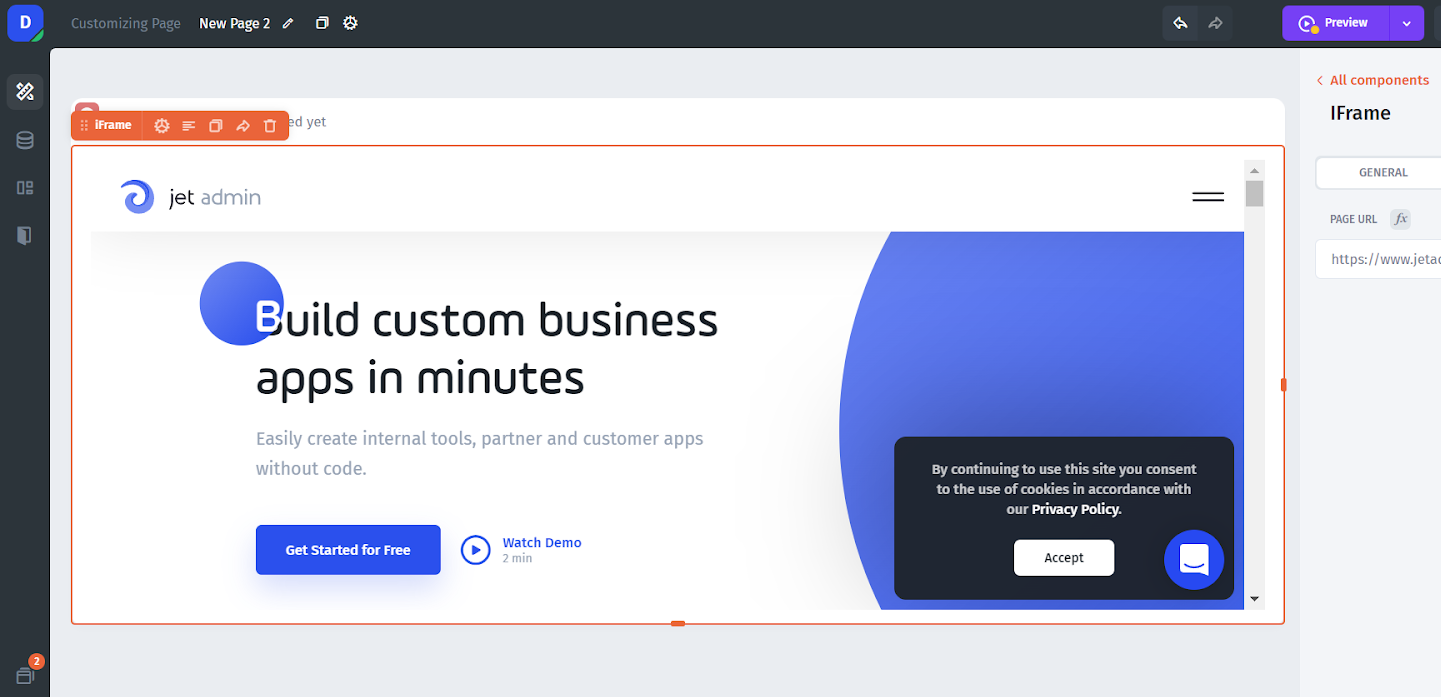 D
Customizing Page New Page 2
Preview
All components
IFrame
iFrame
ed yet
GENERAL
PAGE URL fx
https://www.jetac
jet admin
Build custom business
apps in minutes
Easily create internal tools, partner and customer apps
without code.
Get Started for Free
Watch Demo
2 min
By continuing to use this site you consent
to the use of cookies in accordance with
our Privacy Policy.
Accept
2